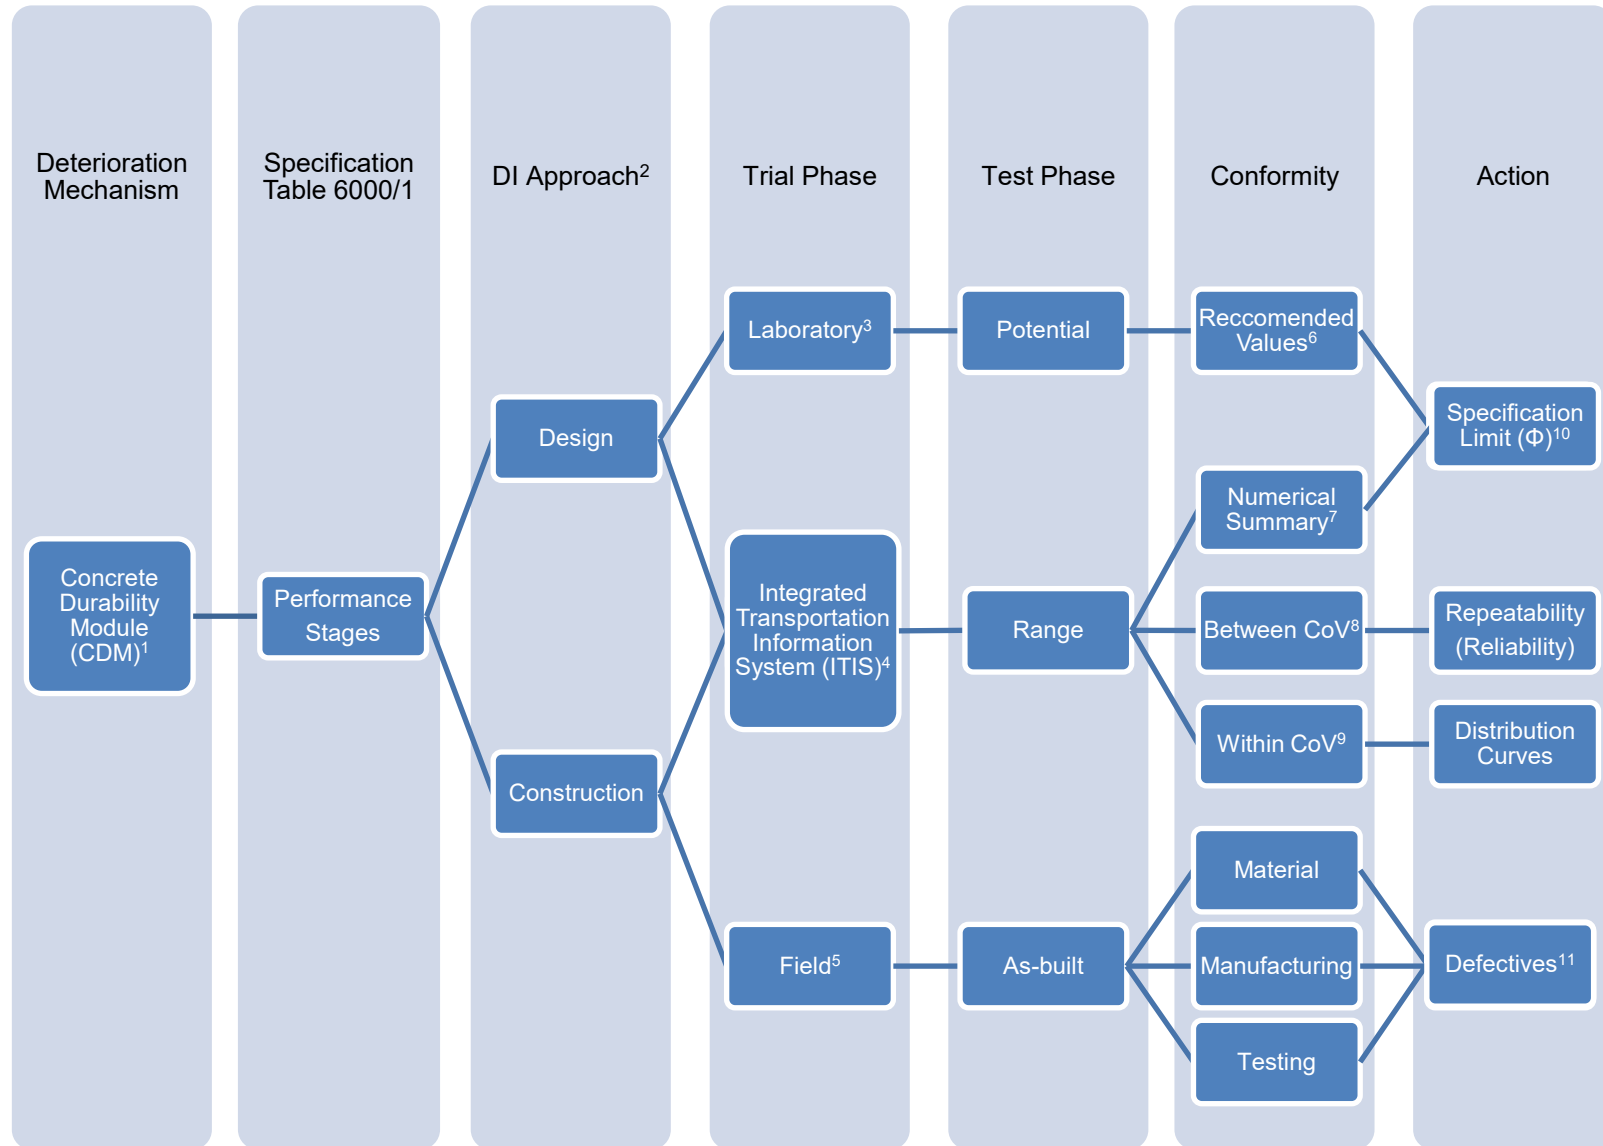 Deterioration
Mechanism
Specification
Table 6000/1
DI Approach²
Trial Phase
Test Phase
Conformity
Action
Concrete
Durability
Module
(CDM)¹
Performance
Stages
Design
Construction
Laboratory³
Integrated
Transportation
Information
System (ITIS)⁴
Field⁵
Potential
Range
As-built
Reccomended
Values⁶
Numerical
Summary⁷
Between CoV⁸
Within CoV⁹
Material
Manufacturing
Testing
Specification
Limit (Φ)¹⁰
Repeatability
(Reliability)
Distribution
Curves
Defectives¹¹